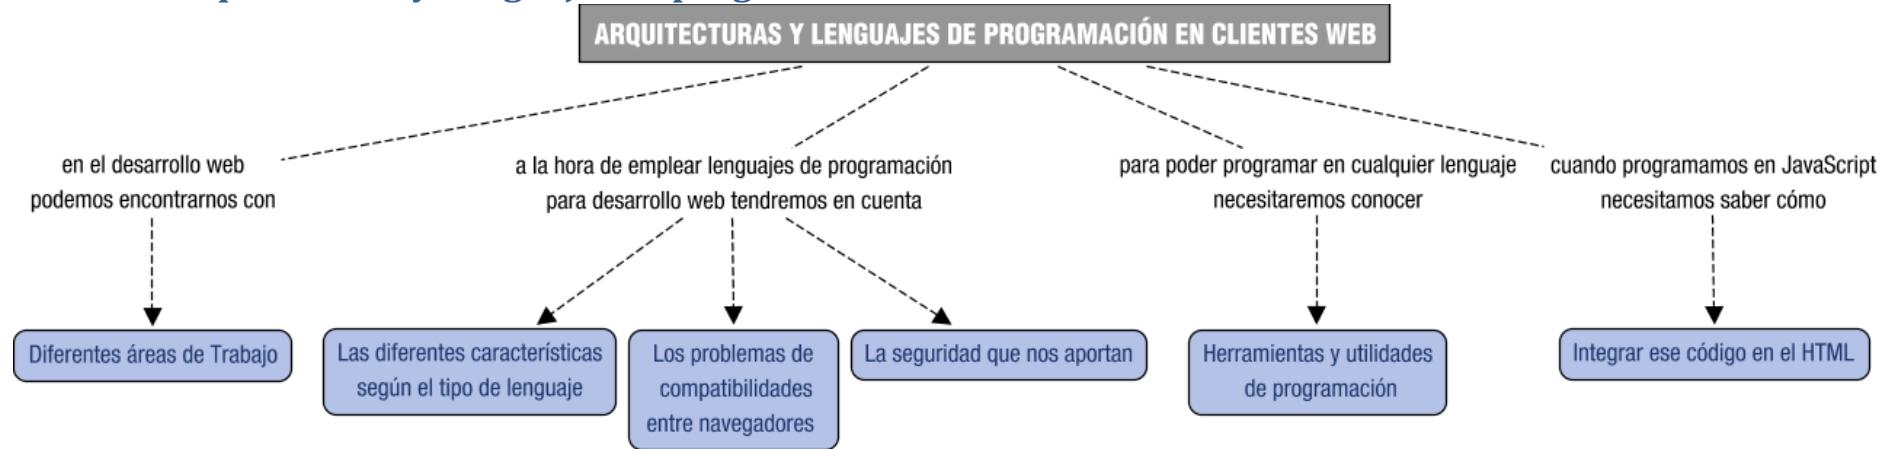 ARQUITECTURAS Y LENGUAJES DE PROGRAMACIÓN EN CLIENTES WEB
en el desarrollo web
podemos encontrarnos con
a la hora de emplear lenguajes de programación
para desarrollo web tendremos en cuenta
para poder programar en cualquier lenguaje
necesitaremos conocer
cuando programamos en JavaScript
necesitamos saber cómo
Diferentes áreas de Trabajo
Las diferentes características
según el tipo de lenguaje
Los problemas de
compatibilidades
entre navegadores
La seguridad que nos aportan
Herramientas y utilidades
de programación
Integrar ese código en el HTML